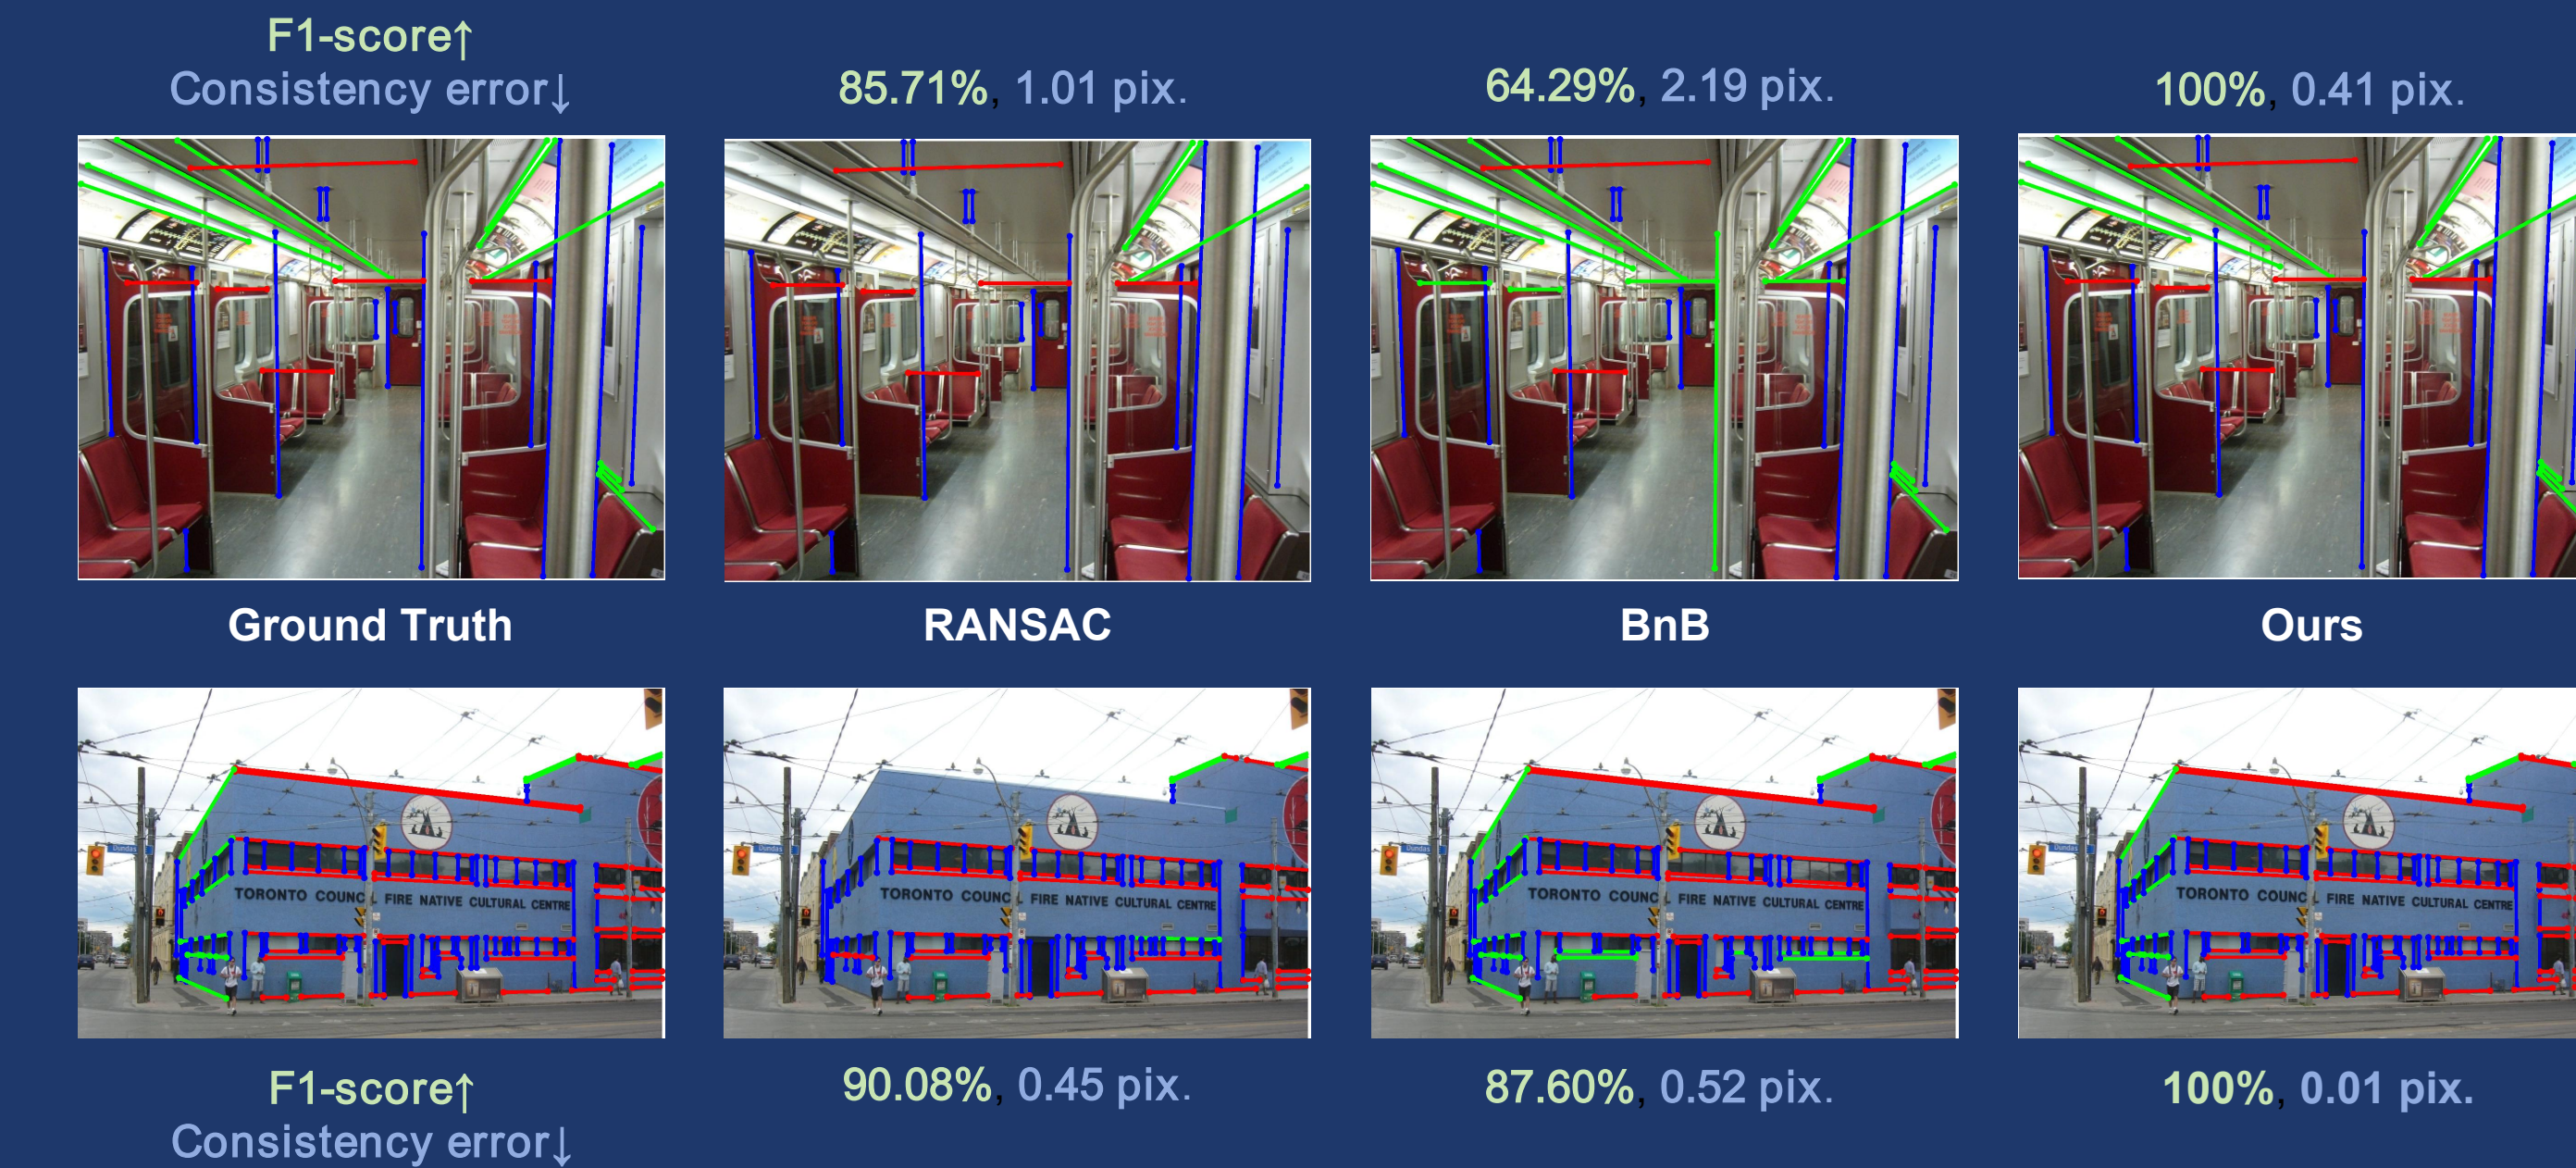 F1-score↑
Consistency error↓
85.71%, 1.01 pix.
64.29%, 2.19 pix.
100%, 0.41 pix.
Ground Truth
RANSAC
BnB
Ours
Dundas
TORONTO COUNC L FIRE NATIVE CULTURAL CENTRE
TORONTO COUNC L FIRE NATIVE CULTURAL CENTRE
Dundas
TORONTO COUNC L FIRE NATIVE CULTURAL CENTRE
Dundas
TORONTO COUNC L FIRE NATIVE CULTURAL CENTRE
F1-score↑
Consistency error↓
90.08%, 0.45 pix.
87.60%, 0.52 pix.
100%, 0.01 pix.